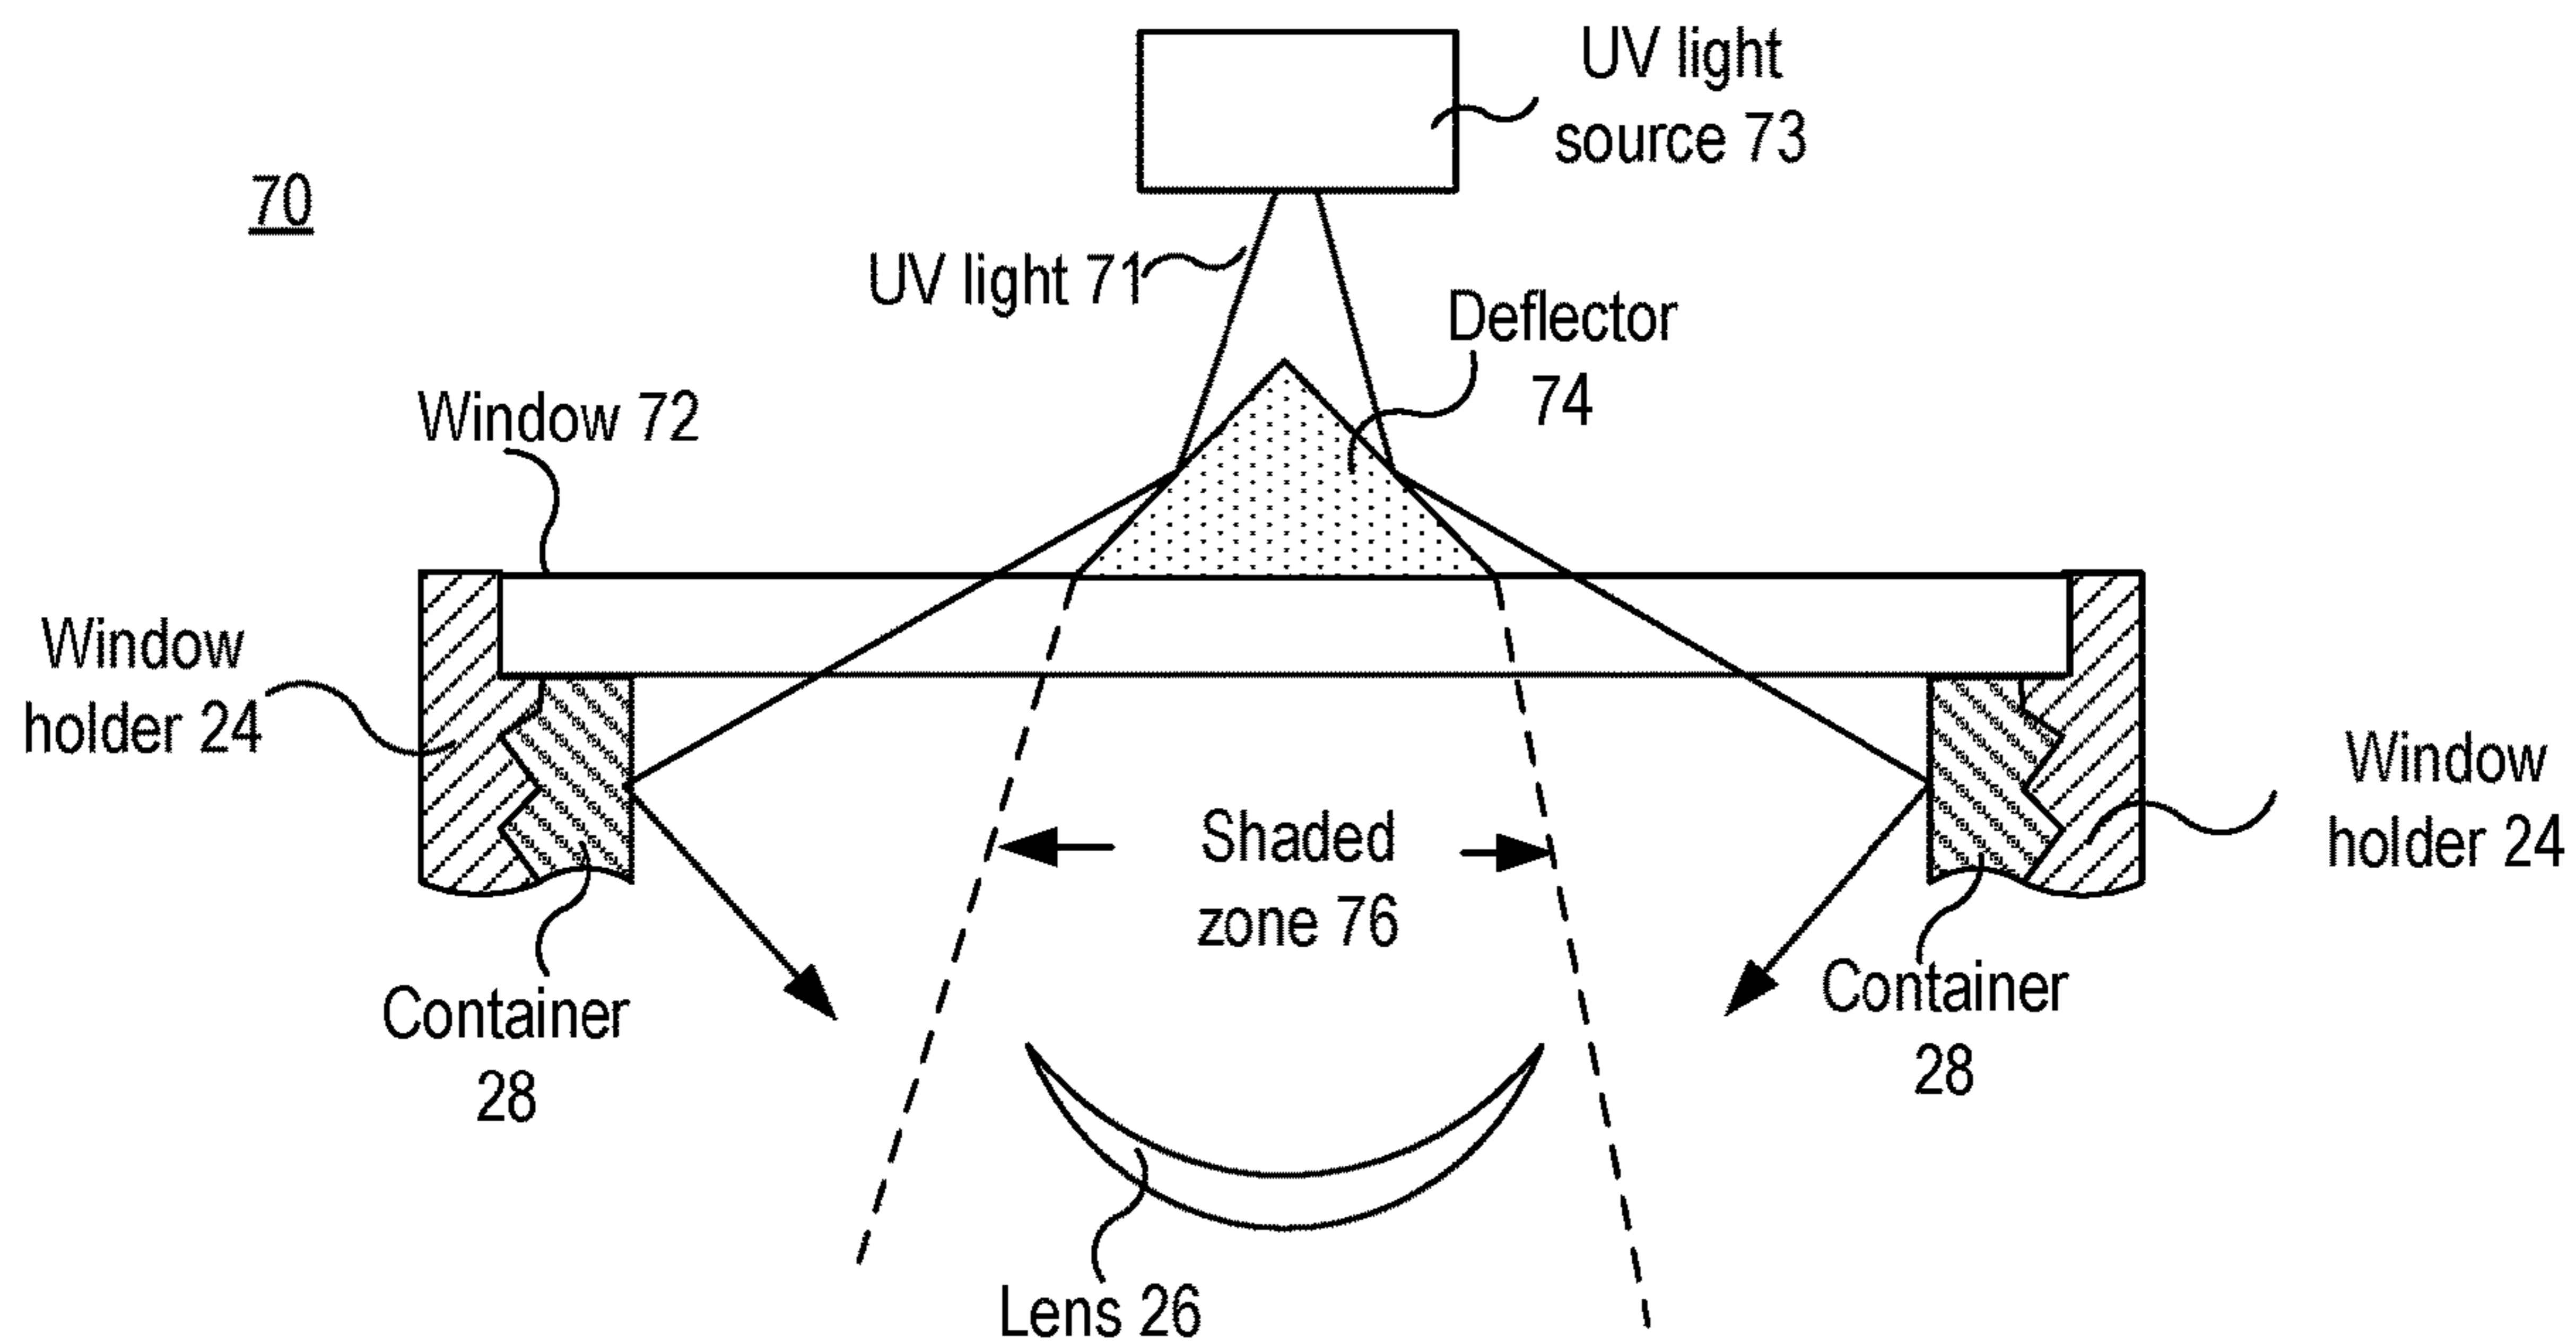 UV light
source 73
70
UV light 71
Deflector
74
Window 72
Window
holder 24
Window
holder 24
Shaded
zone 76
Container
28
Container
28
Lens 26